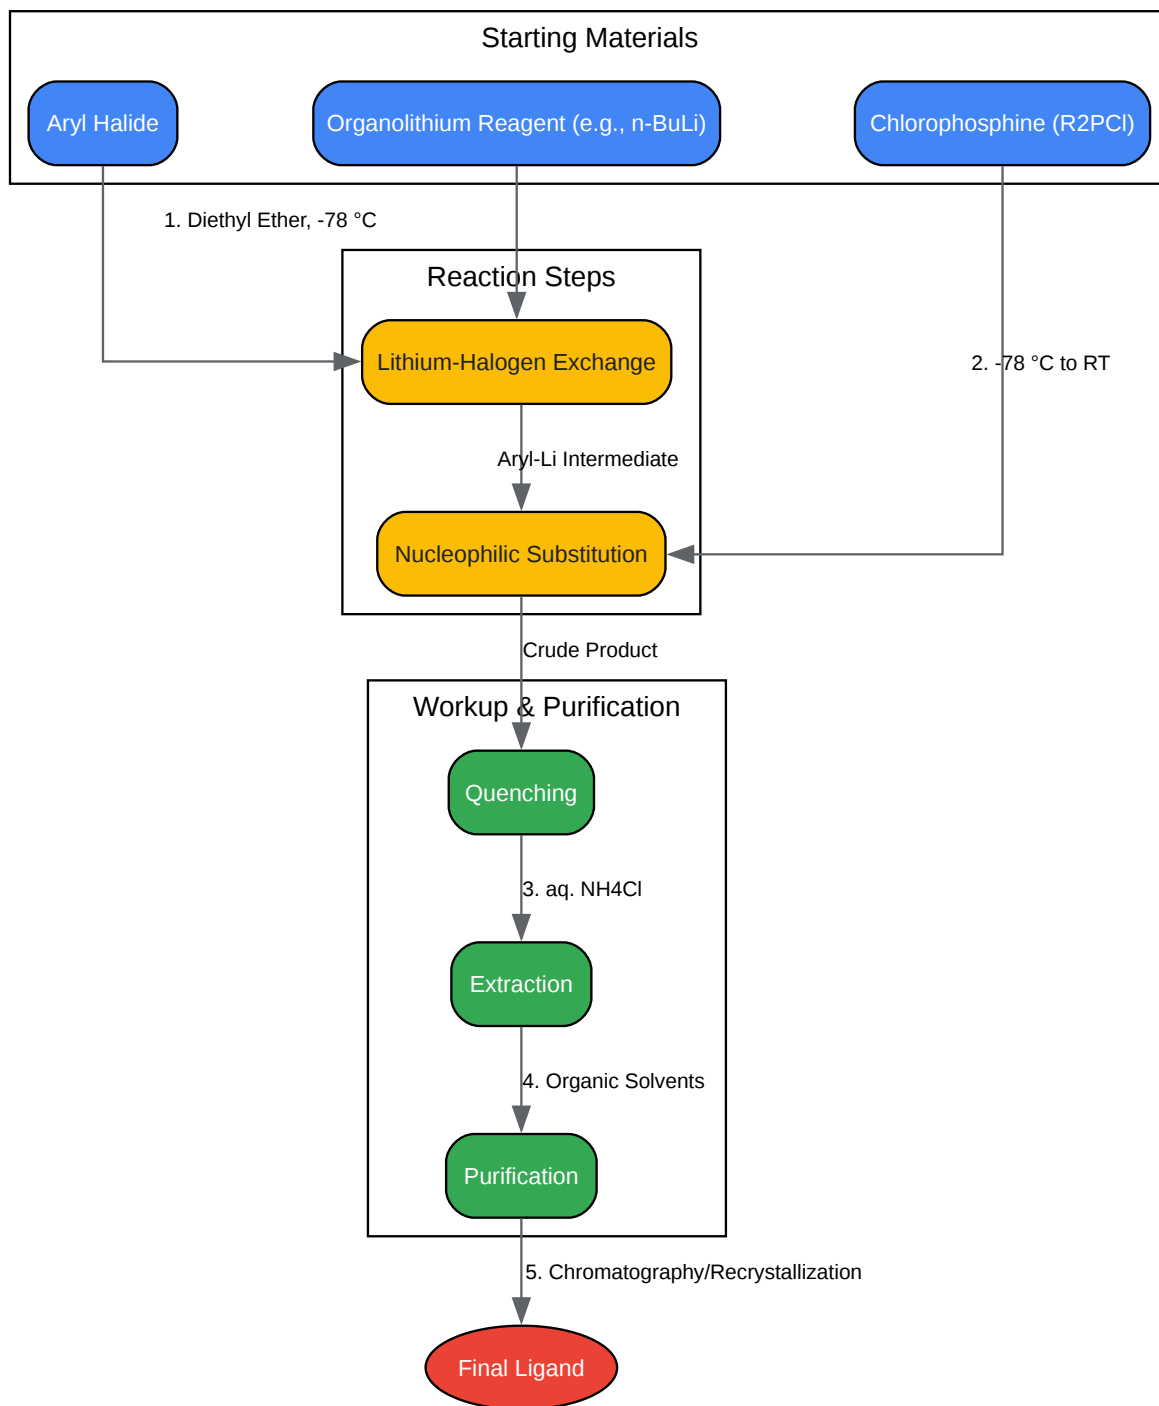 Starting Materials
Aryl Halide
Organolithium Reagent (e.g., n-BuLi)
Chlorophosphine (R2PCl)
1. Diethyl Ether, -78 °C
Reaction Steps
Lithium-Halogen Exchange
2. -78 °C to RT
Aryl-Li Intermediate
Nucleophilic Substitution
Crude Product
Workup & Purification
Quenching
3. aq. NH4Cl
Extraction
4. Organic Solvents
Purification
5. Chromatography/Recrystallization
Final Ligand